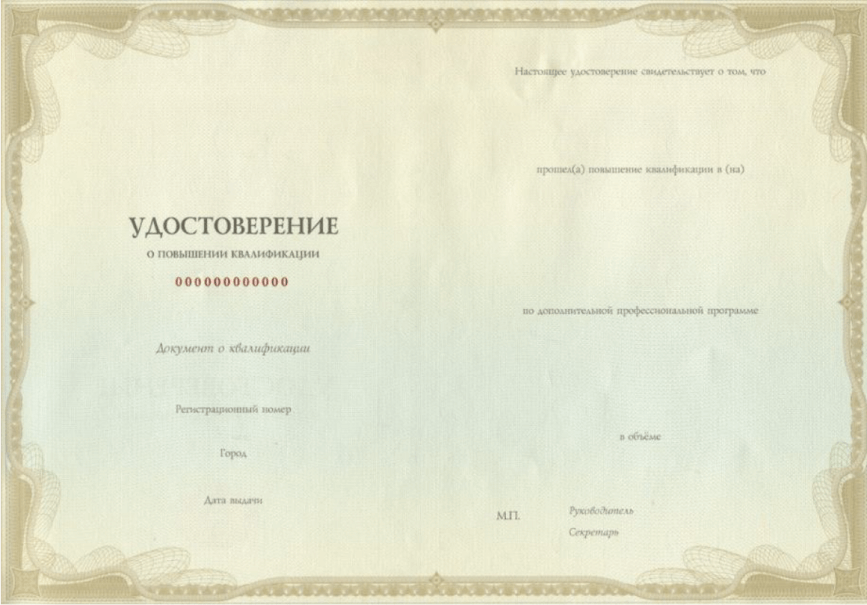 УДОСТОВЕРЕНИЕ
О ПОВЫШЕНИИ КВАЛИФИКАЦИИ
000000000000
Документ о квалификации
Регистрационный номер
Город
Дата выдачи
Настоящее удостоверение свидетельствует о том, что
прошел(а) повышение квалификации в (на)
по дополнительной профессиональной программе
в объёме
М.П.
Руководитель
Секретарь